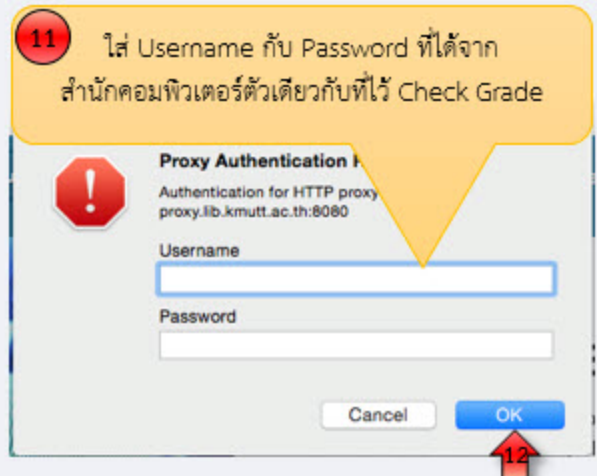 11
ใส่ Username กับ Password ที่ได้จาก
สำนักคอมพิวเตอร์ตัวเดียวกับที่ไว้ Check Grade
Proxy Authentication
Authentication for HTTP proxy
proxy.lib.kmutt.ac.th:8080
Username
Password
Cancel
OK
12